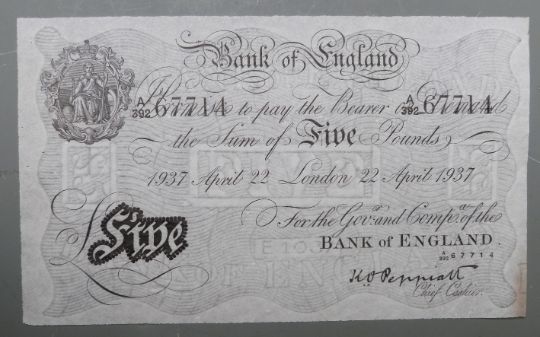 Bank of England
A/392 67714 to pay the Bearer on Demand A/392 67714
the Sum of Five Pounds
1937 April 22 London 22 April 1937
For the Govr. and Compa. of the
BANK of ENGLAND.
A/392 67714
Five
K O Peppiatt
Chief Cashier.